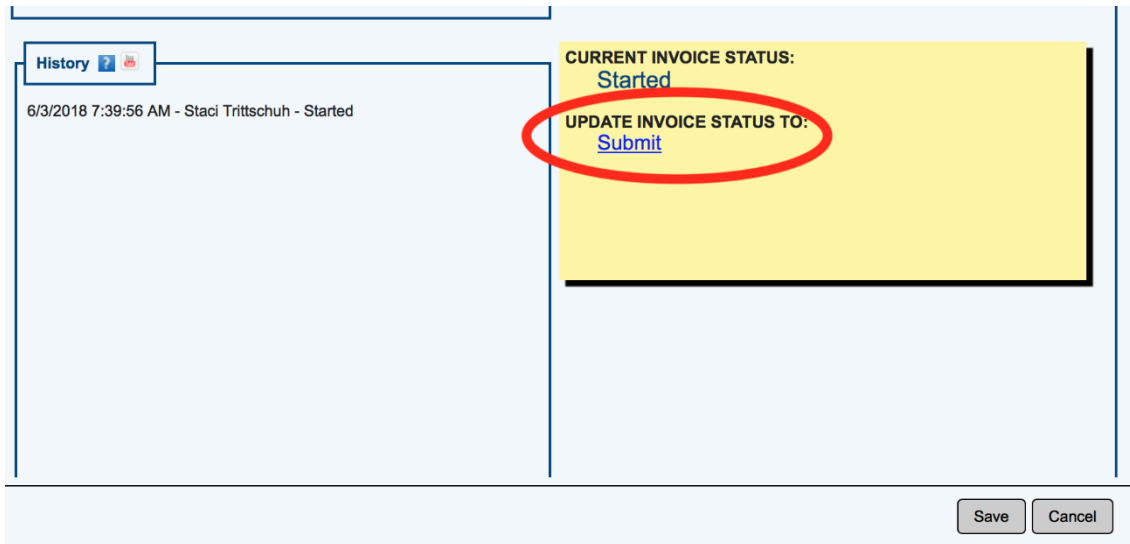 History ?
6/3/2018 7:39:56 AM - Staci Trittschuh - Started
CURRENT INVOICE STATUS:
Started
UPDATE INVOICE STATUS TO:
Submit
Save
Cancel